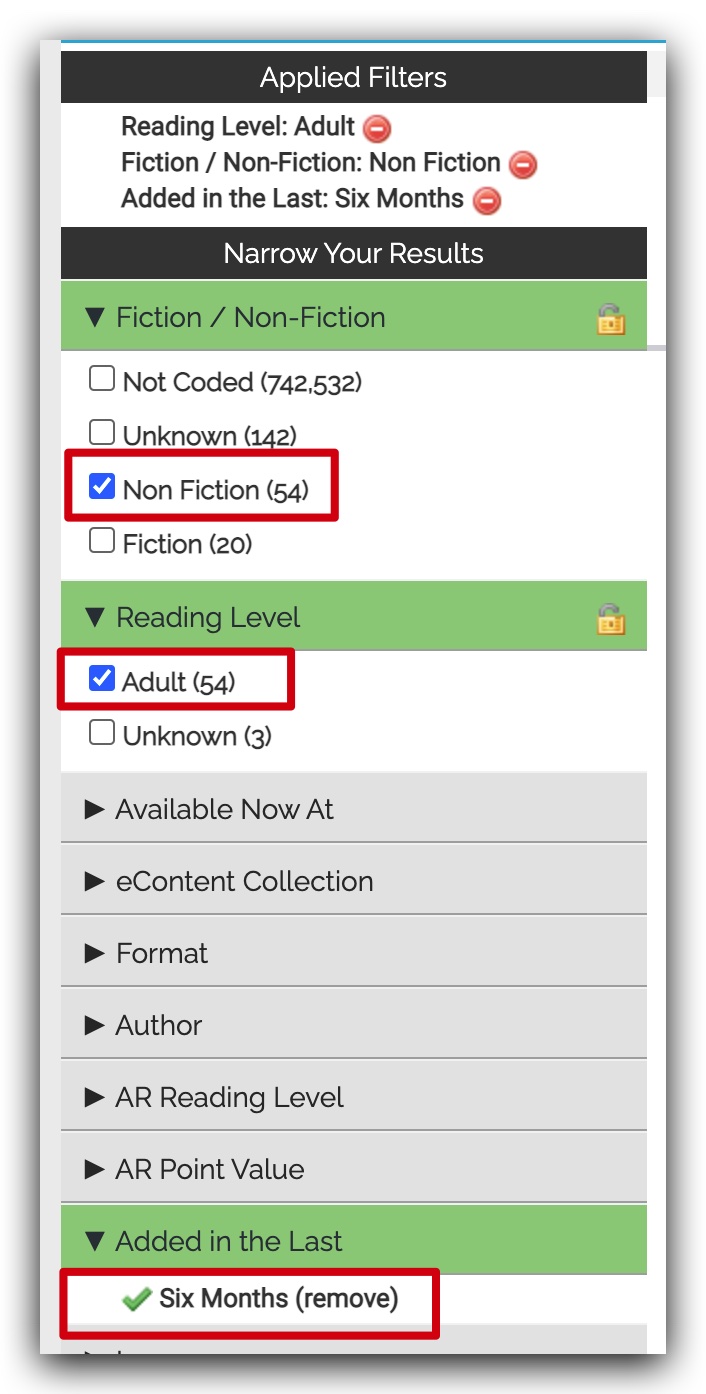 Applied Filters
Reading Level: Adult
Fiction / Non-Fiction: Non Fiction
Added in the Last: Six Months
Narrow Your Results
▼ Fiction / Non-Fiction
Not Coded (742,532)
Unknown (142)
Non Fiction (54)
Fiction (20)
▼ Reading Level
Adult (54)
Unknown (3)
► Available Now At
► eContent Collection
► Format
► Author
► AR Reading Level
► AR Point Value
▼ Added in the Last
Six Months (remove)